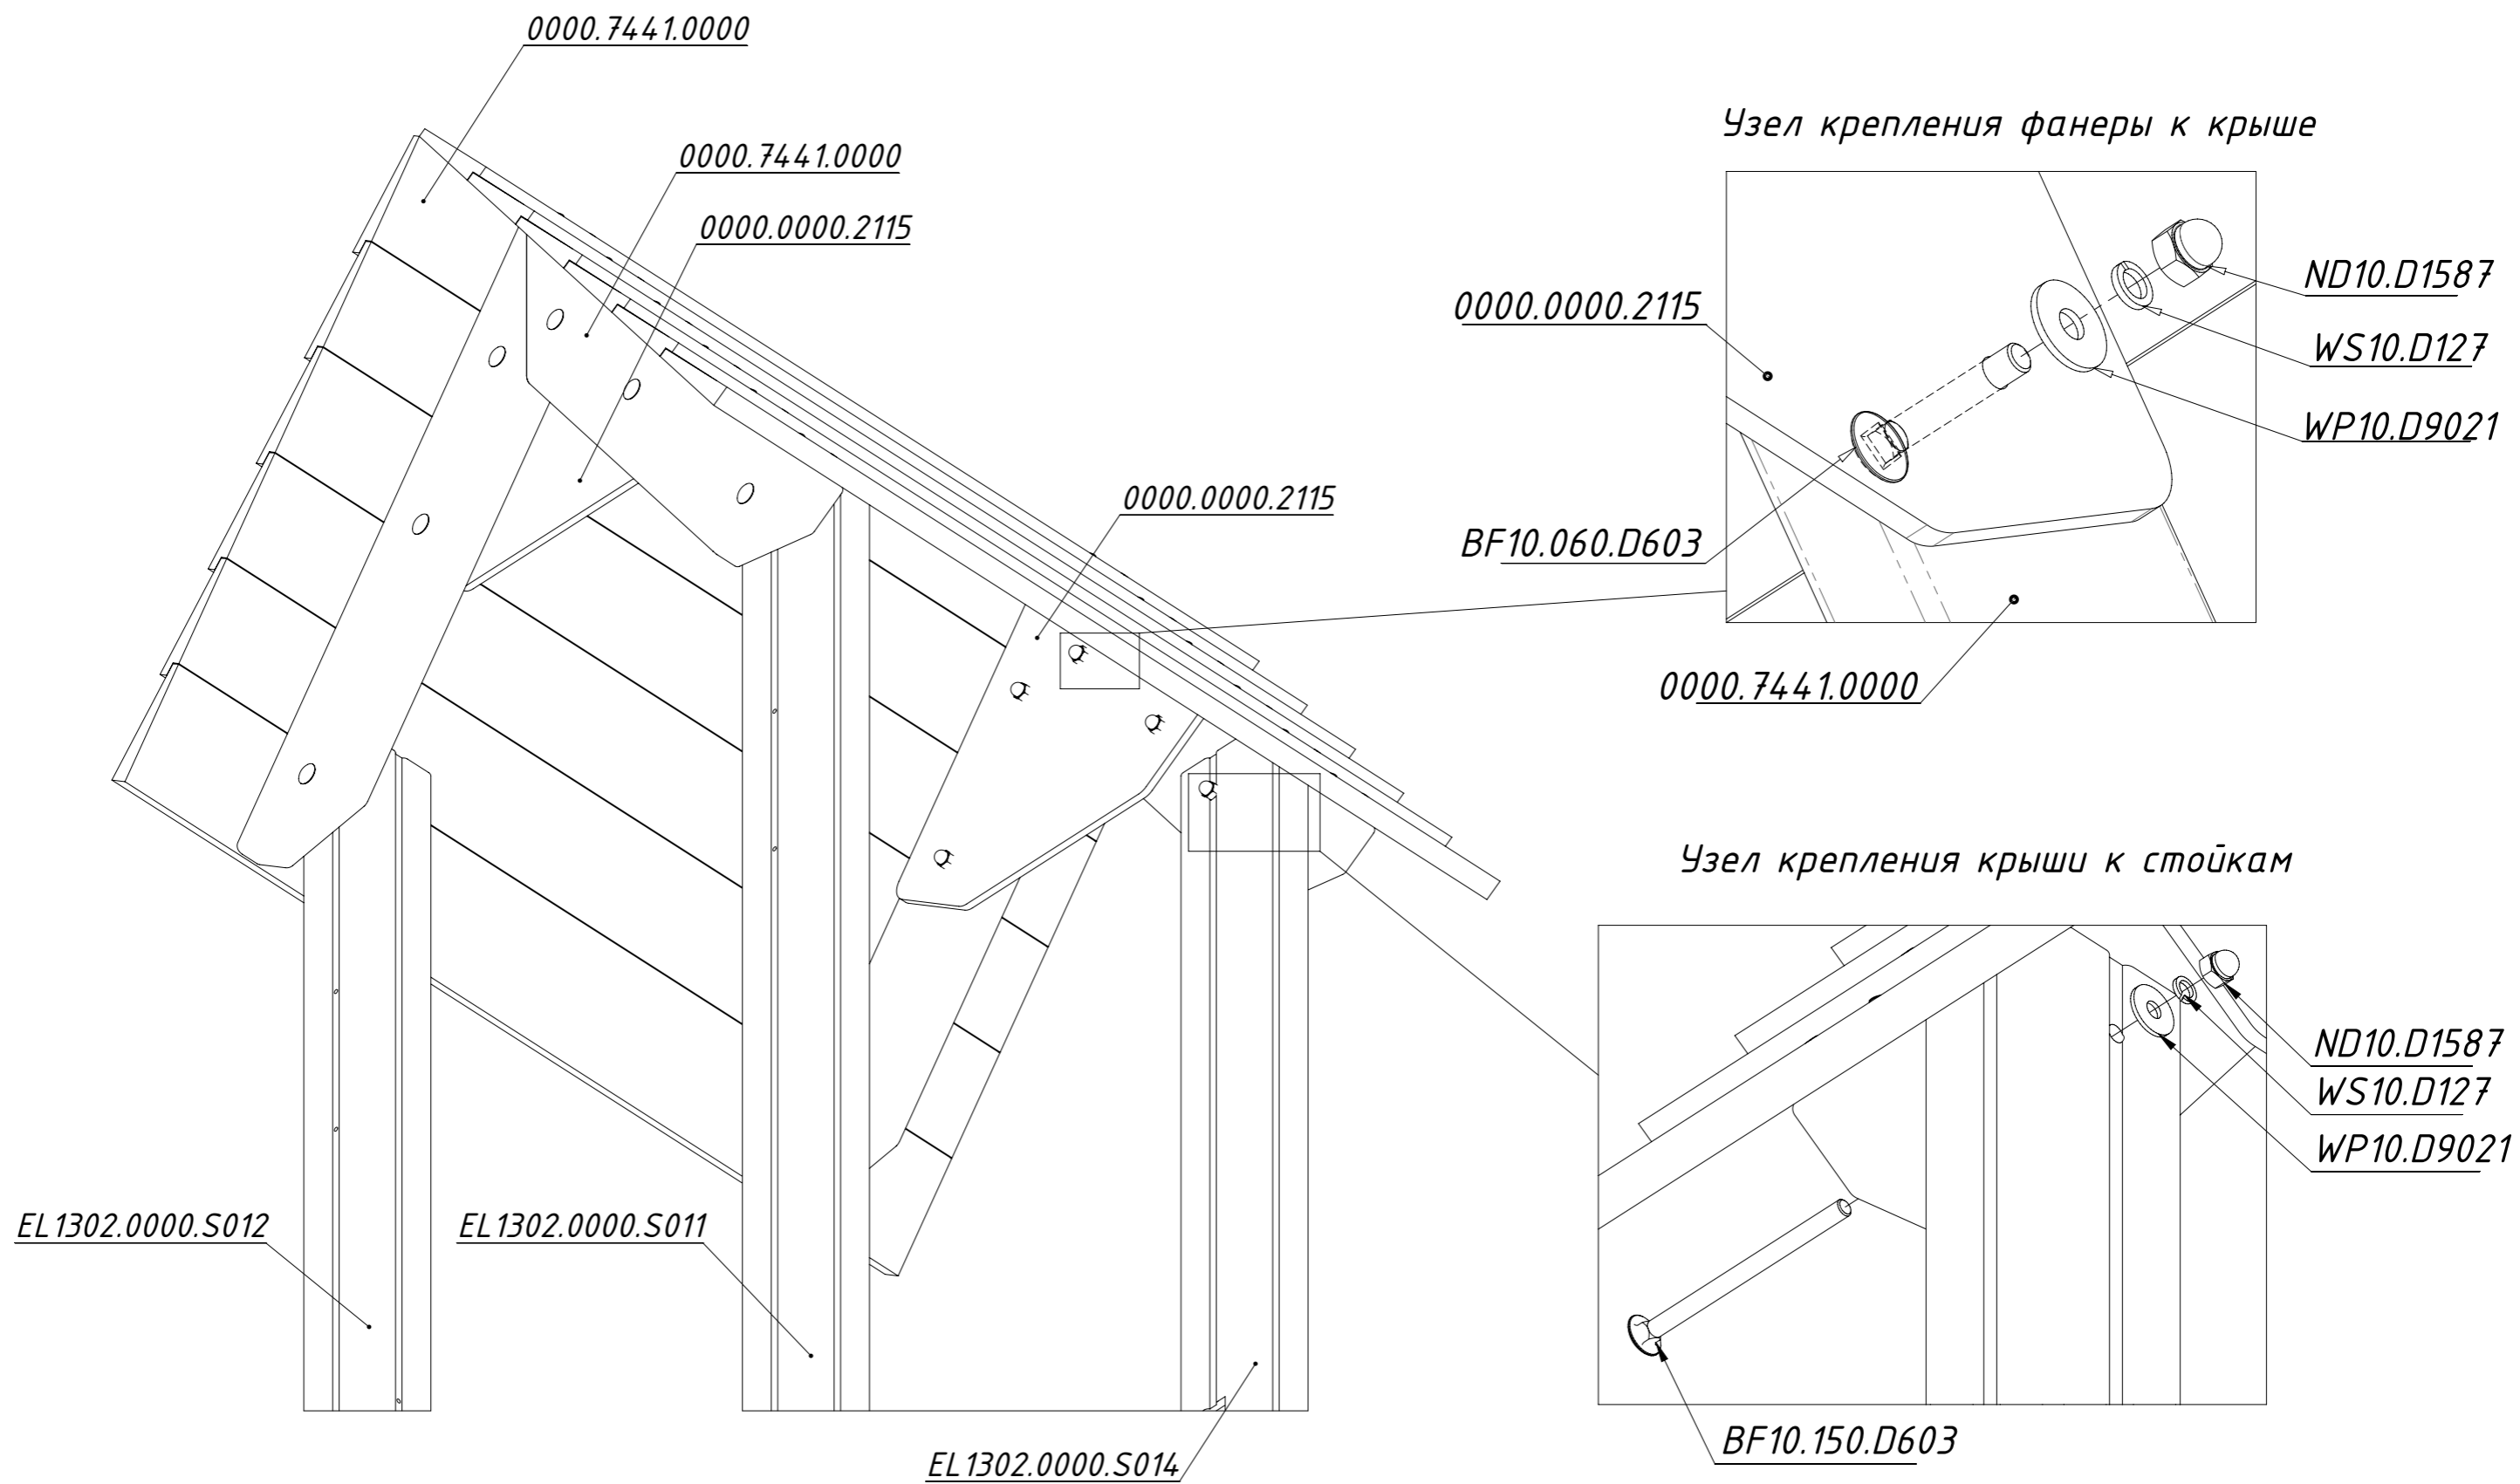 0000.7441.0000
0000.7441.0000
0000.0000.2115
0000.0000.2115
EL1302.0000.S012
EL1302.0000.S011
EL1302.0000.S014
Узел крепления фанеры к крыше
0000.0000.2115
ND10.D1587
WS10.D127
WP10.D9021
BF10.060.D603
0000.7441.0000
Узел крепления крыши к стойкам
ND10.D1587
WS10.D127
WP10.D9021
BF10.150.D603